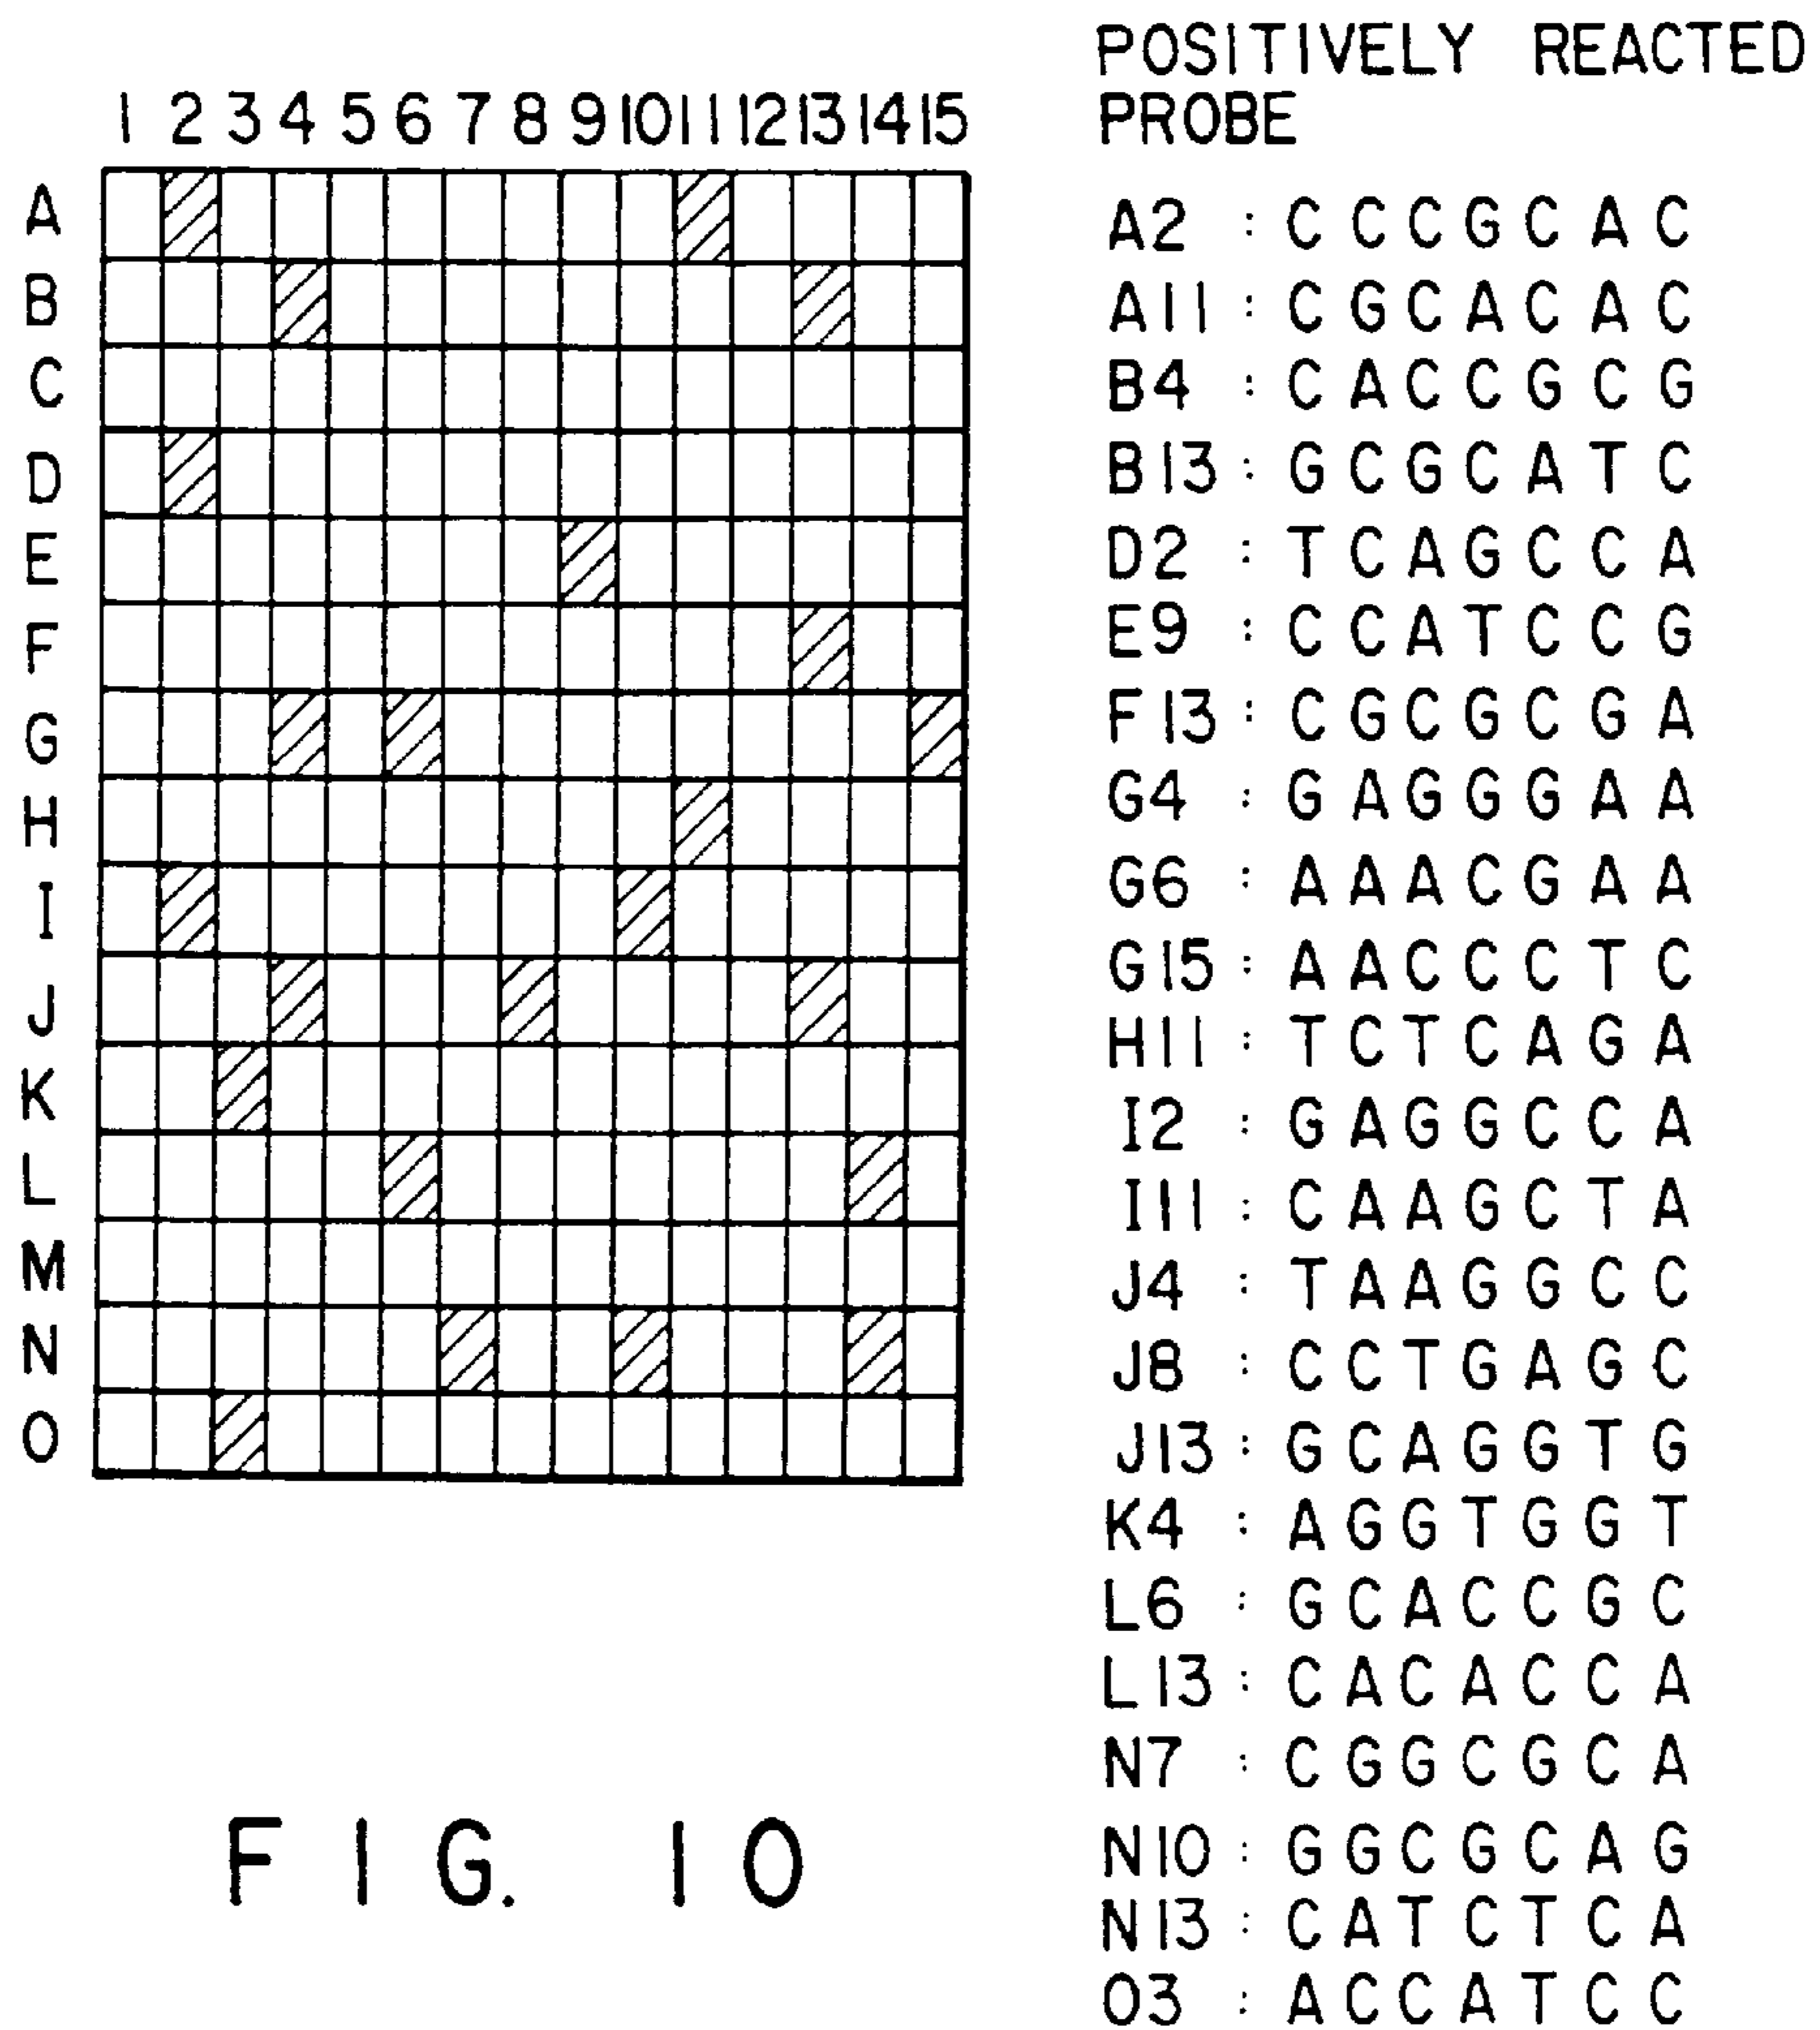 1 2 3 4 5 6 7 8 9 10 11 12 13 14 15
A
B
C
D
E
F
G
H
I
J
K
L
M
N
O
FIG. 10
POSITIVELY REACTED
PROBE
A2 : C C C G C A C
A11 : C G C A C A C
B4 : C A C C G C G
B13 : G C G C A T C
D2 : T C A G C C A
E9 : C C A T C C G
F13 : C G C G C G A
G4 : G A G G G A A
G6 : A A A C G A A
G15 : A A C C C T C
H11 : T C T C A G A
I2 : G A G G C C A
I11 : C A A G C T A
J4 : T A A G G C C
J8 : C C T G A G C
J13 : G C A G G T G
K4 : A G G T G G T
L6 : G C A C C G C
L13 : C A C A C C A
N7 : C G G C G C A
N10 : G G C G C A G
N13 : C A T C T C A
O3 : A C C A T C C